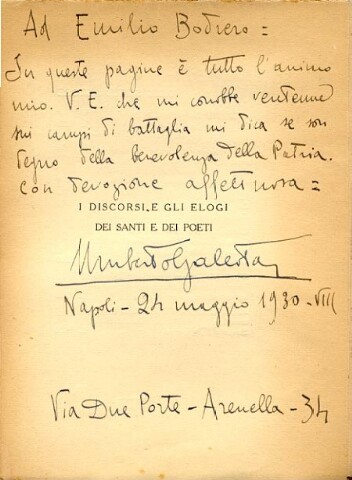 Ad Emilio Bodrero =
In queste pagine è tutto l'animo
mio. V. E. che mi conobbe ventenne
sui campi di battaglia mi dica se son
degno della benevolenza della Patria.
Con devozione affettuosa =
I DISCORSI E GLI ELOGI
DEI SANTI E DEI POETI
Umberto Galeota
Napoli - 24 maggio 1930 - VIII
Via Due Porte - Arenella - 34